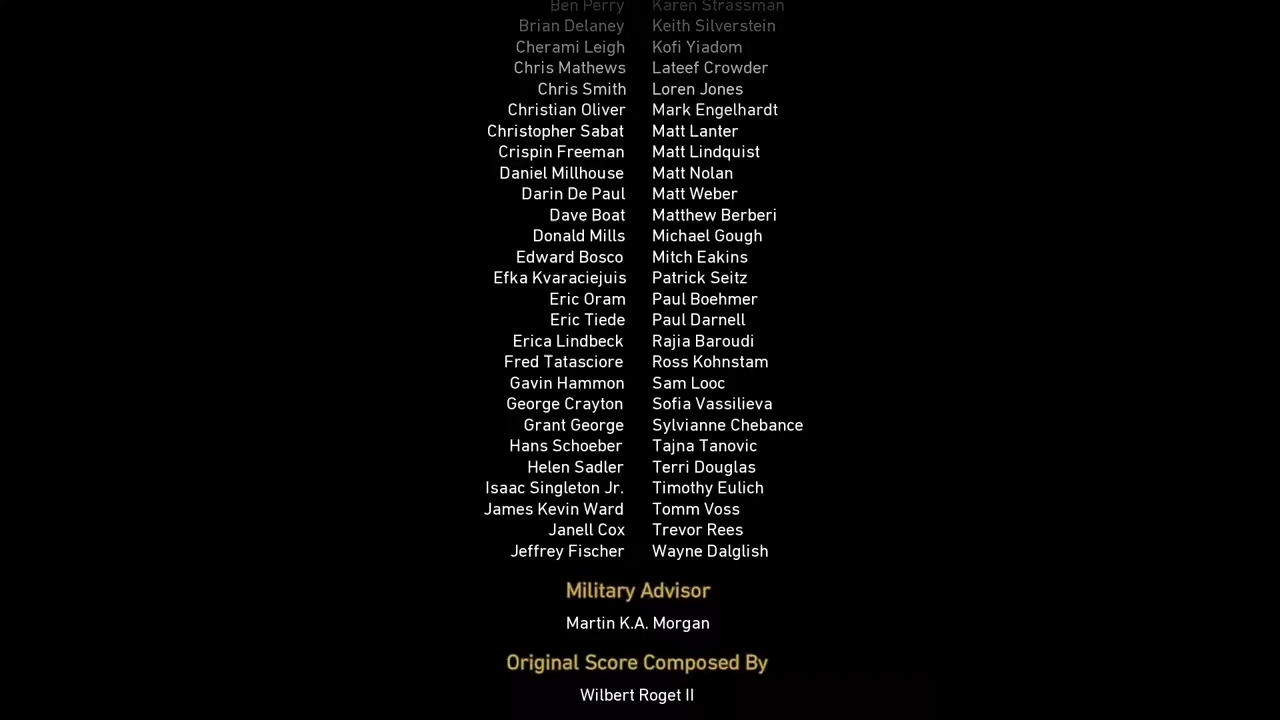 Ben Perry Karen Strassman
Brian Delaney Keith Silverstein
Cherami Leigh Kofi Yiadom
Chris Mathews Lateef Crowder
Chris Smith Loren Jones
Christian Oliver Mark Engelhardt
Christopher Sabat Matt Lanter
Crispin Freeman Matt Lindquist
Daniel Millhouse Matt Nolan
Darin De Paul Matt Weber
Dave Boat Matthew Berberi
Donald Mills Michael Gough
Edward Bosco Mitch Eakins
Efka Kvaraciejuis Patrick Seitz
Eric Oram Paul Boehmer
Eric Tiede Paul Darnell
Erica Lindbeck Rajia Baroudi
Fred Tatasciore Ross Kohnstam
Gavin Hammon Sam Looc
George Crayton Sofia Vassilieva
Grant George Sylvianne Chebance
Hans Schoeber Tajna Tanovic
Helen Sadler Terri Douglas
Isaac Singleton Jr. Timothy Eulich
James Kevin Ward Tomm Voss
Janell Cox Trevor Rees
Jeffrey Fischer Wayne Dalglish
Military Advisor
Martin K.A. Morgan
Original Score Composed By
Wilbert Roget II